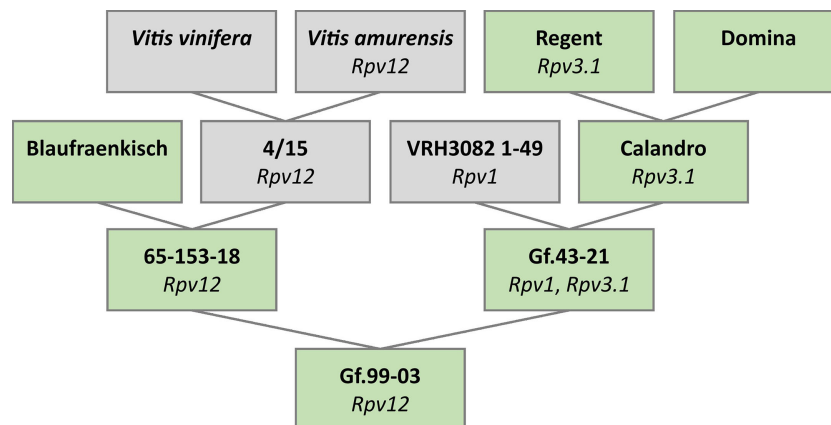 Vitis vinifera
Vitis amurensis
Rpv12
Regent
Rpv3.1
Domina
Blaufraenkisch
4/15
Rpv12
VRH3082 1-49
Rpv1
Calandro
Rpv3.1
65-153-18
Rpv12
Gf.43-21
Rpv1, Rpv3.1
Gf.99-03
Rpv12